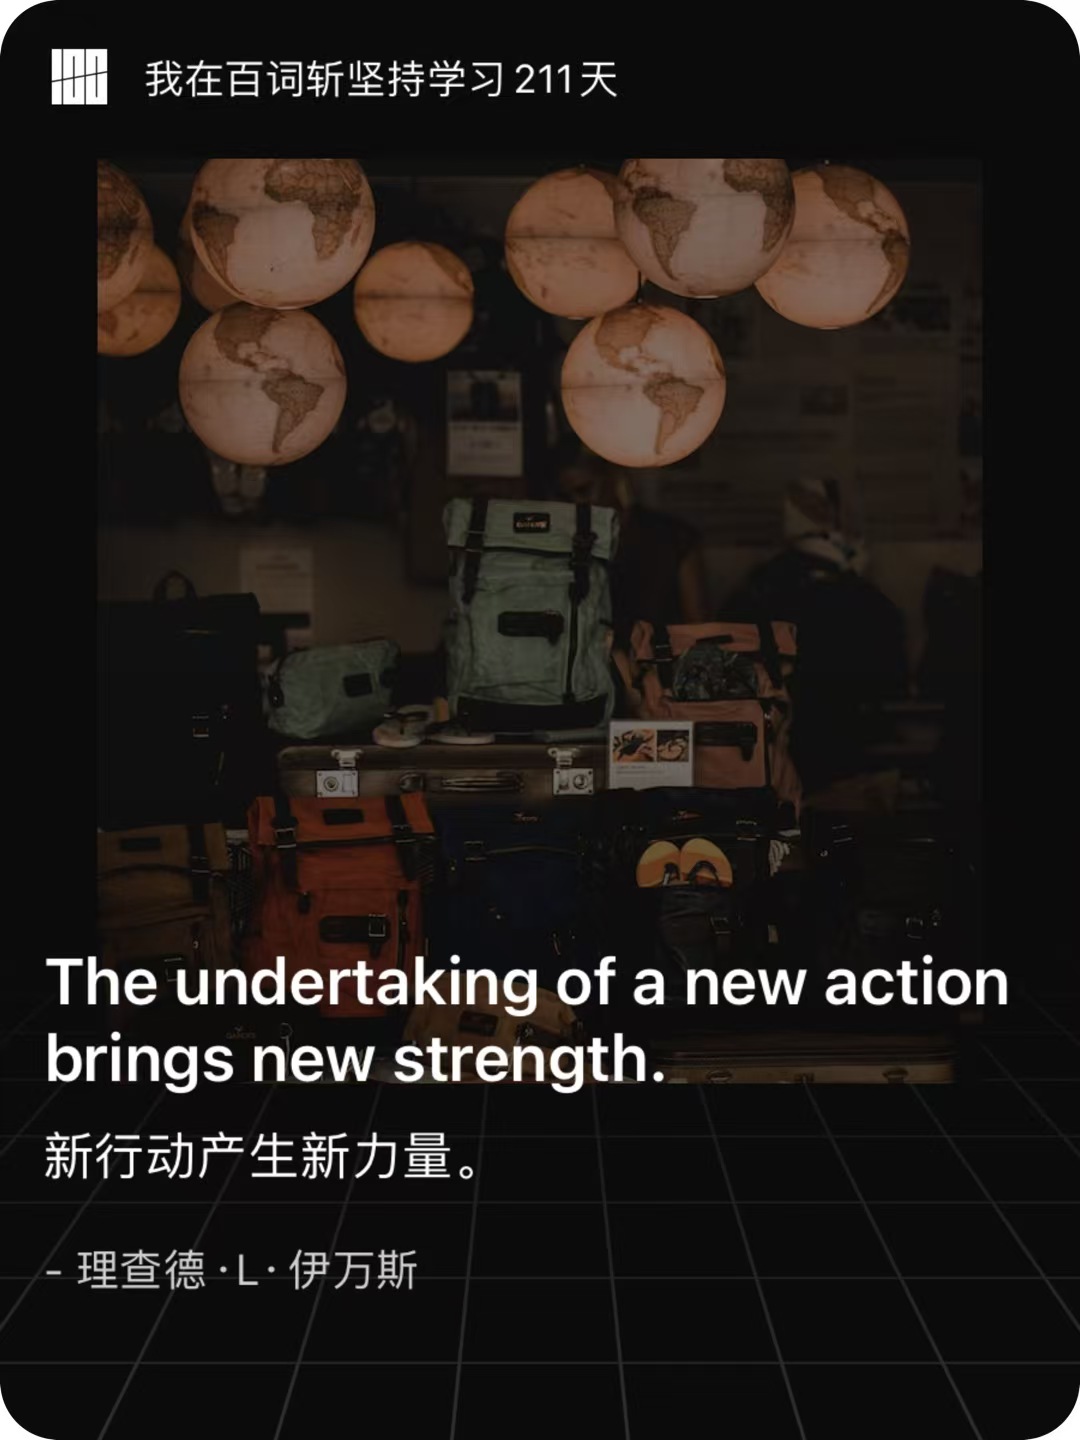 100
我在百词斩坚持学习211天
The undertaking of a new action
brings new strength.
新行动产生新力量。
- 理查德·L·伊万斯